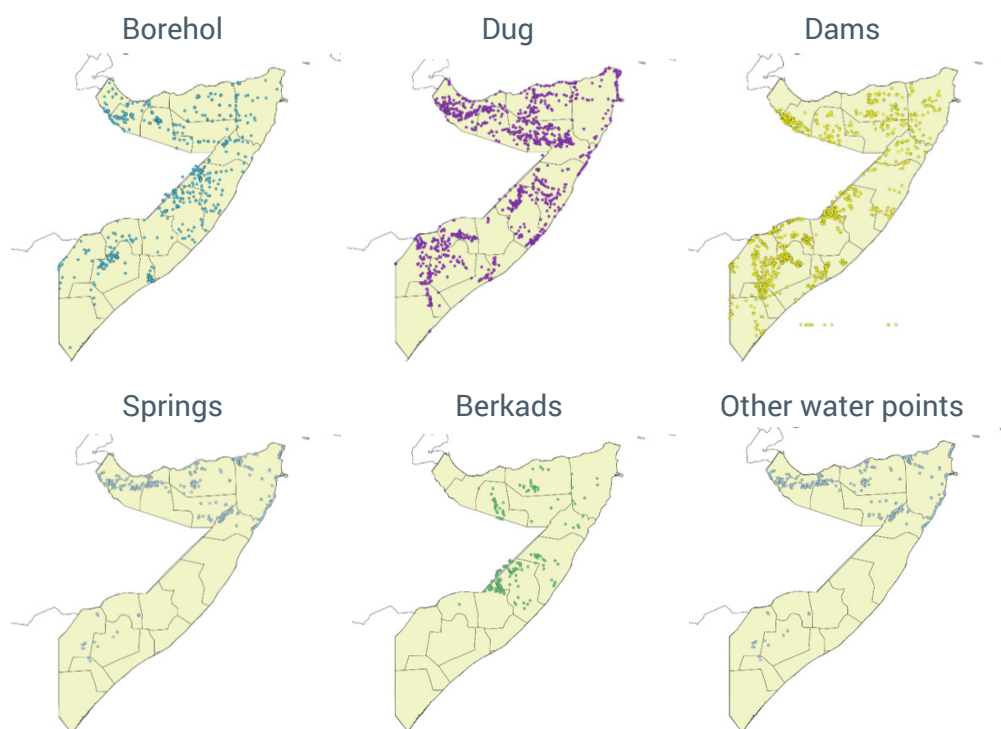 Borehol
Dug
Dams
Springs
Berkads
Other water points